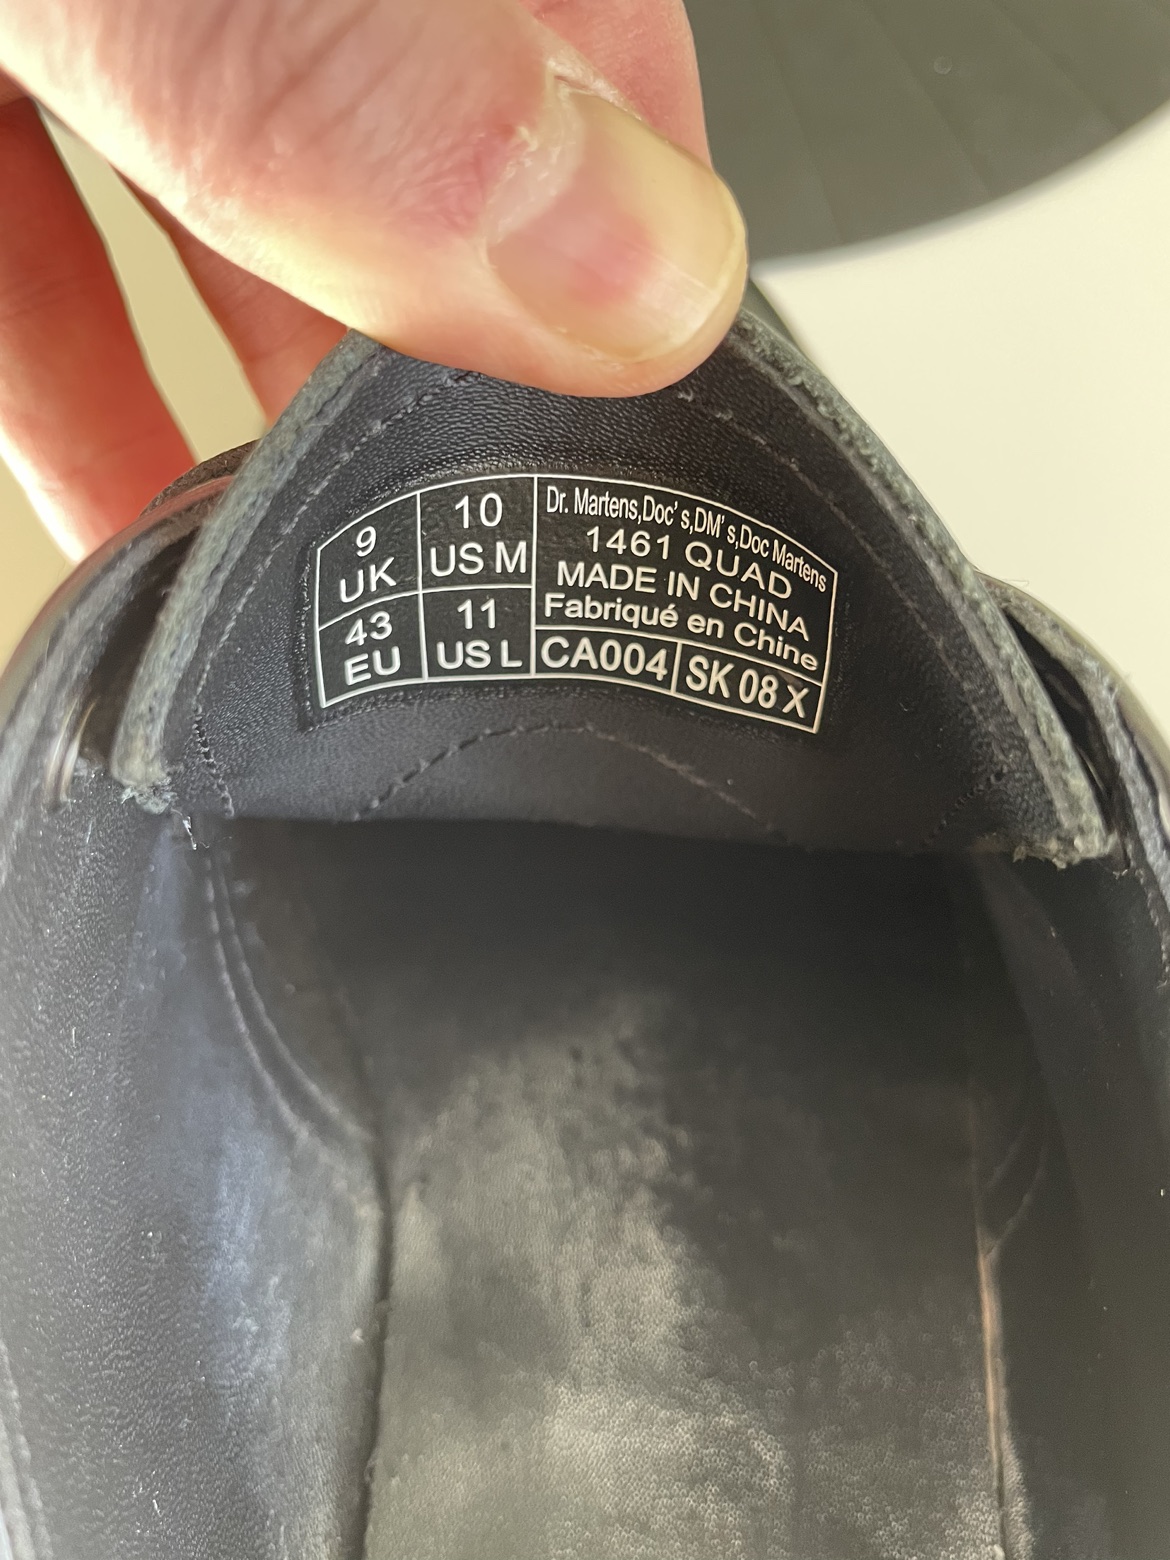 9
UK
10
US M
43
EU
11
US L
Dr. Martens,Doc' s,DM' s,Doc Martens
1461 QUAD
MADE IN CHINA
Fabriqué en Chine
CA004
SK 08 X